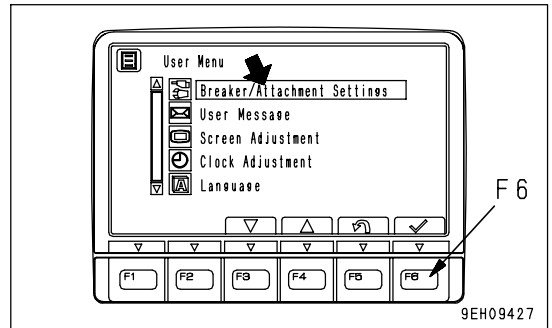 User Menu
Breaker/Attachment Settings
User Message
Screen Adjustment
Clock Adjustment
A Language
F6
F1 F2 F3 F4 F5 F6
9EH09427